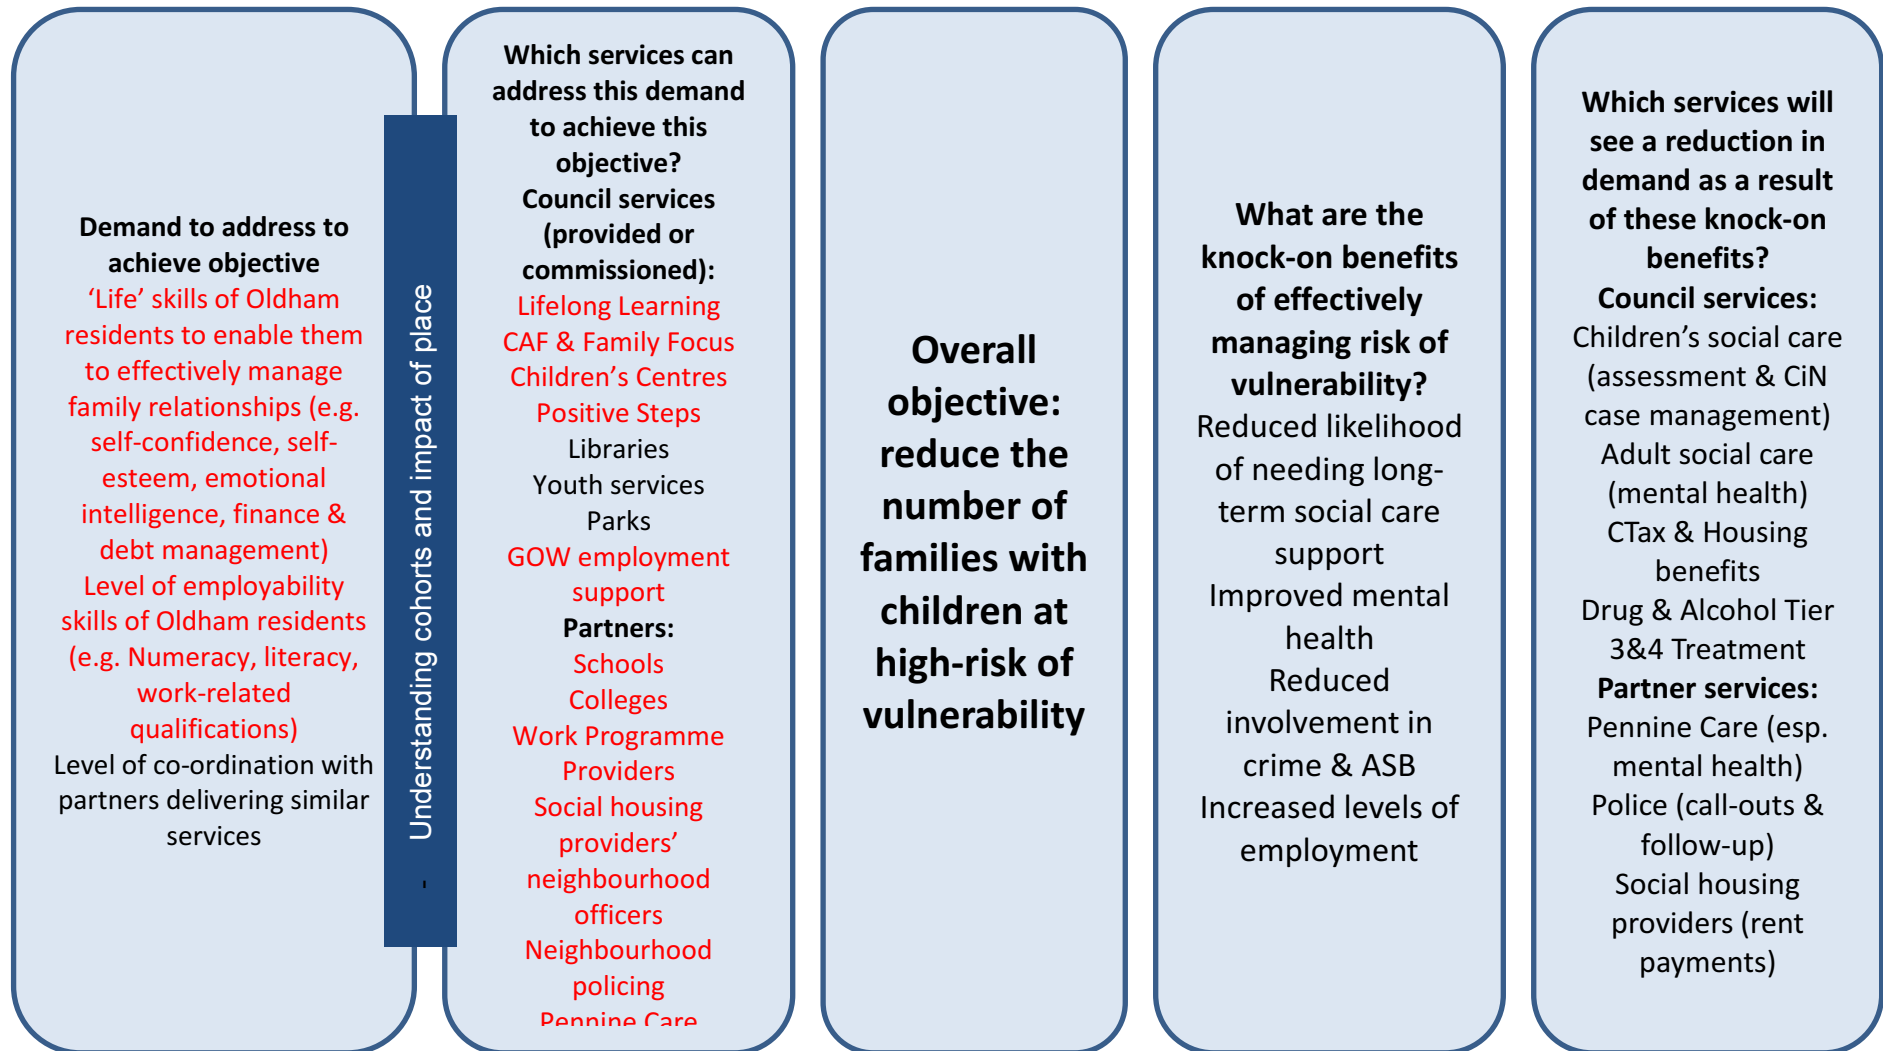 Demand to address to
achieve objective
‘Life’ skills of Oldham
residents to enable them
to effectively manage
family relationships (e.g.
self-confidence, self-
esteem, emotional
intelligence, finance &
debt management)
Level of employability
skills of Oldham residents
(e.g. Numeracy, literacy,
work-related
qualifications)
Level of co-ordination with
partners delivering similar
services
Understanding cohorts and impact of place
Which services can
address this demand
to achieve this
objective?
Council services
(provided or
commissioned):
Lifelong Learning
CAF & Family Focus
Children’s Centres
Positive Steps
Libraries
Youth services
Parks
GOW employment
support
Partners:
Schools
Colleges
Work Programme
Providers
Social housing
providers’
neighbourhood
officers
Neighbourhood
policing
Pennine Care
Overall
objective:
reduce the
number of
families with
children at
high-risk of
vulnerability
What are the
knock-on benefits
of effectively
managing risk of
vulnerability?
Reduced likelihood
of needing long-
term social care
support
Improved mental
health
Reduced
involvement in
crime & ASB
Increased levels of
employment
Which services will
see a reduction in
demand as a result
of these knock-on
benefits?
Council services:
Children’s social care
(assessment & CiN
case management)
Adult social care
(mental health)
CTax & Housing
benefits
Drug & Alcohol Tier
3&4 Treatment
Partner services:
Pennine Care (esp.
mental health)
Police (call-outs &
follow-up)
Social housing
providers (rent
payments)